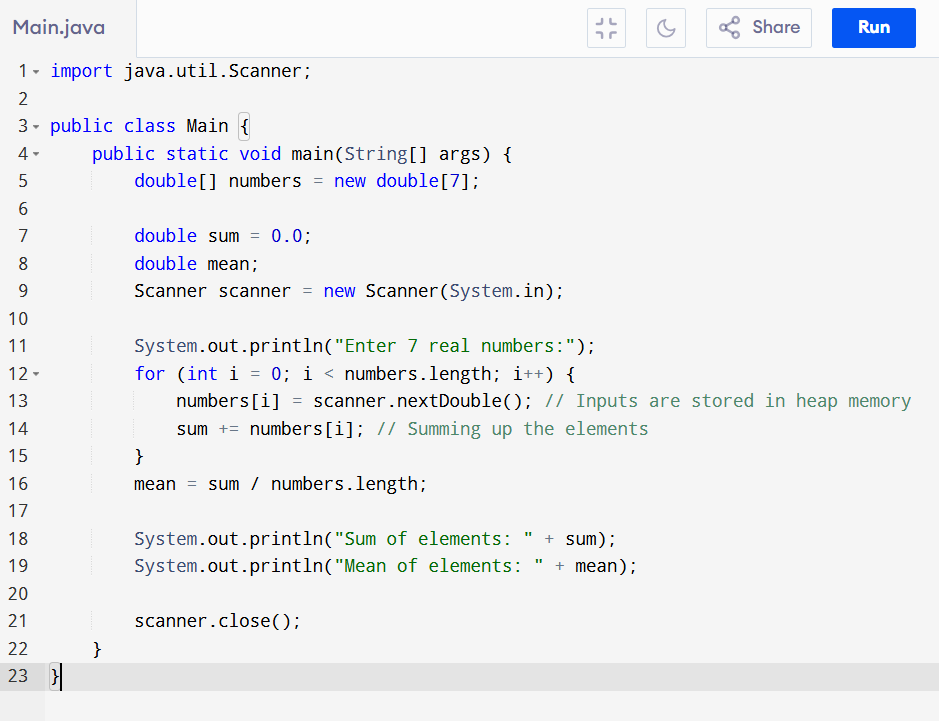 Main.java
Share
Run
1 import java.util.Scanner;
2
3 public class Main {
4     public static void main(String[] args) {
5         double[] numbers = new double[7];
6
7         double sum = 0.0;
8         double mean;
9         Scanner scanner = new Scanner(System.in);
10
11         System.out.println("Enter 7 real numbers:");
12         for (int i = 0; i < numbers.length; i++) {
13             numbers[i] = scanner.nextDouble(); // Inputs are stored in heap memory
14             sum += numbers[i]; // Summing up the elements
15         }
16         mean = sum / numbers.length;
17
18         System.out.println("Sum of elements: " + sum);
19         System.out.println("Mean of elements: " + mean);
20
21         scanner.close();
22     }
23 }